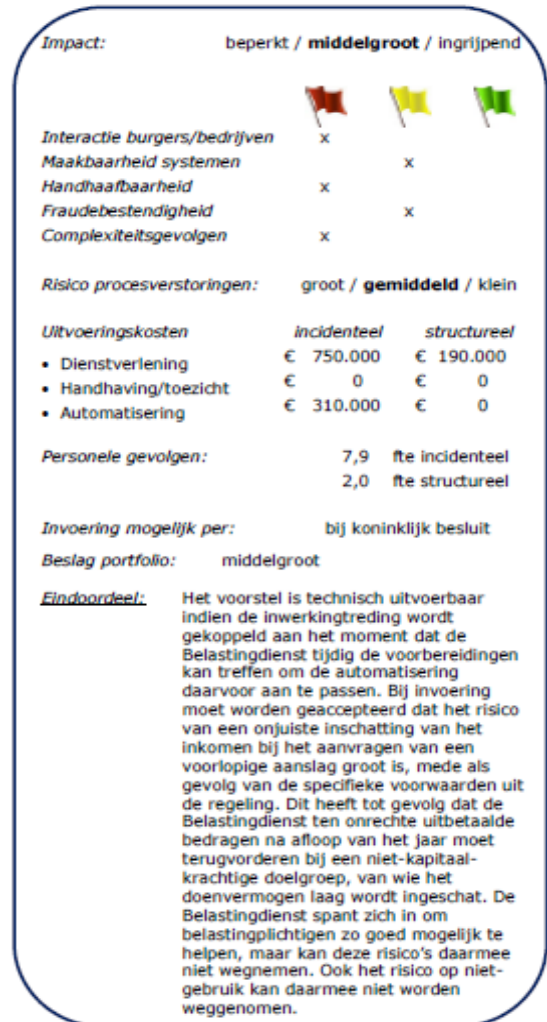 Impact: beperkt / middelgroot / ingrijpend
Interactie burgers/bedrijven x
Maakbaarheid systemen x
Handhaafbaarheid x
Fraudebestendigheid x
Complexiteitsgevolgen x
Risico procesverstoringen: groot / gemiddeld / klein
Uitvoeringskosten incidenteel structureel
• Dienstverlening € 750.000 € 190.000
• Handhaving/toezicht € 0 € 0
• Automatisering € 310.000 € 0
Personele gevolgen: 7,9 fte incidenteel
2,0 fte structureel
Invoering mogelijk per: bij koninklijk besluit
Beslag portfolio: middelgroot
Eindoordeel: Het voorstel is technisch uitvoerbaar
indien de inwerkingtreding wordt
gekoppeld aan het moment dat de
Belastingdienst tijdig de voorbereidingen
kan treffen om de automatisering
daarvoor aan te passen. Bij invoering
moet worden geaccepteerd dat het risico
van een onjuiste inschatting van het
inkomen bij het aanvragen van een
voorlopige aanslag groot is, mede als
gevolg van de specifieke voorwaarden uit
de regeling. Dit heeft tot gevolg dat de
Belastingdienst ten onrechte uitbetaalde
bedragen na afloop van het jaar moet
terugvorderen bij een niet-kapitaal-
krachtige doelgroep, van wie het
doenvermogen laag wordt ingeschat. De
Belastingdienst spant zich in om
belastingplichtigen zo goed mogelijk te
helpen, maar kan deze risico's daarmee
niet wegnemen. Ook het risico op niet-
gebruik kan daarmee niet worden
weggenomen.